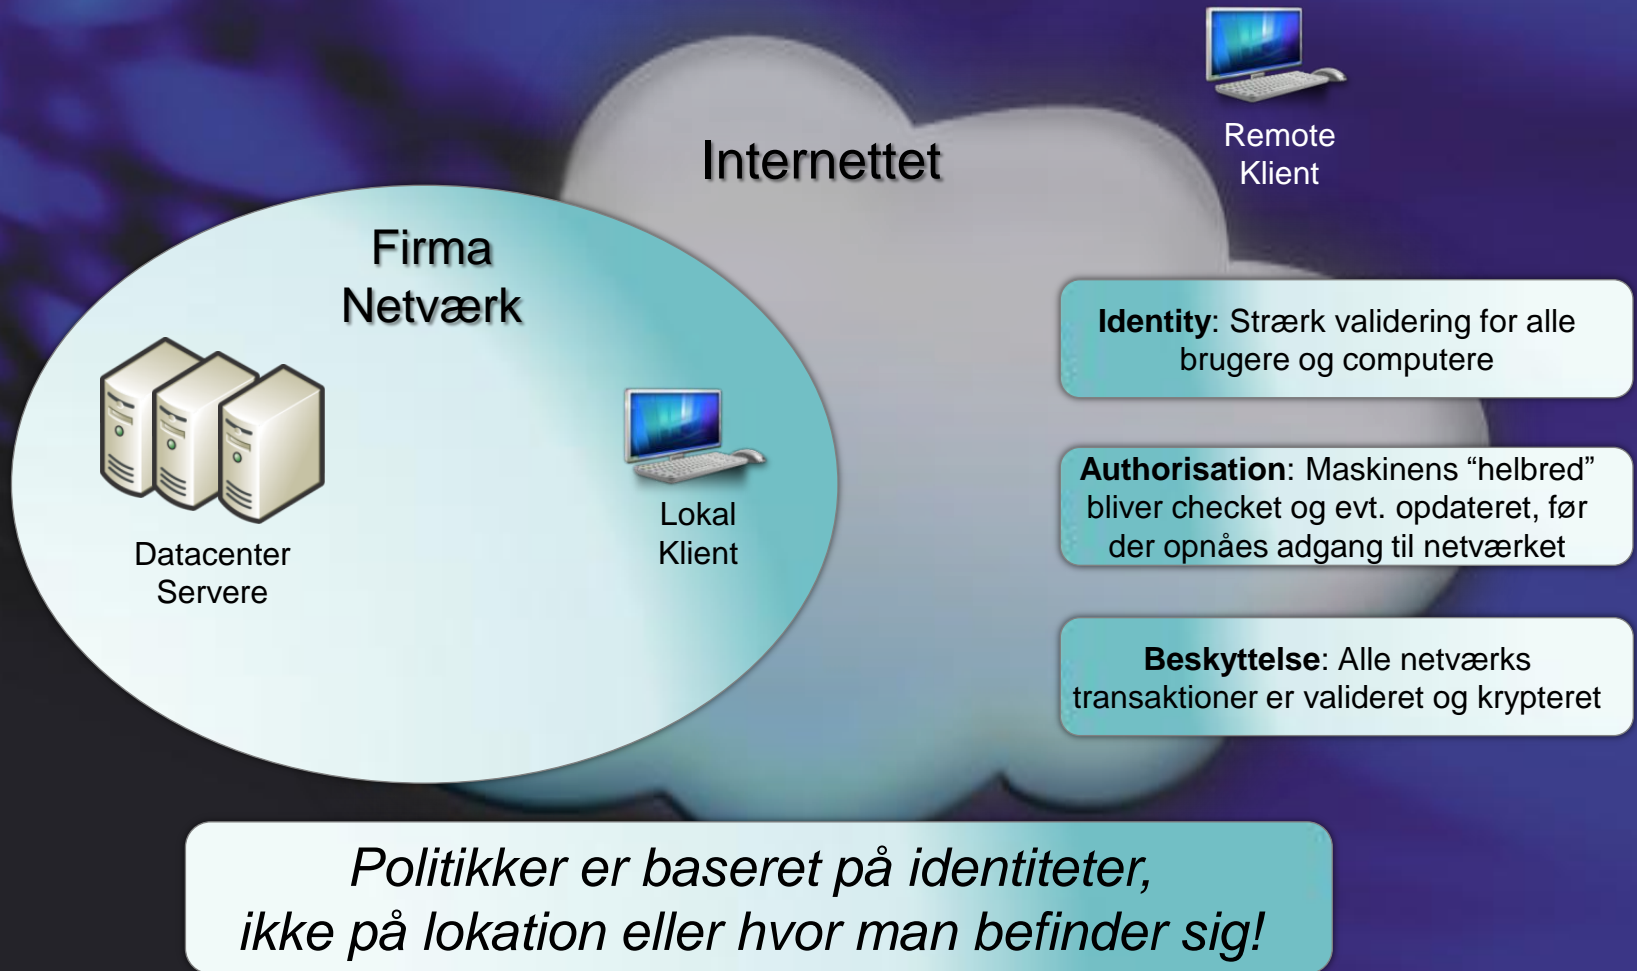 Internettet
Remote
Klient
Firma
Netværk
Datacenter
Servere
Lokal
Klient
Identity: Strærk validering for alle
brugere og computere
Authorisation: Maskinens “helbred”
bliver checket og evt. opdateret, før
der opnåes adgang til netværket
Beskyttelse: Alle netværks
transaktioner er valideret og krypteret
Politikker er baseret på identiteter,
ikke på lokation eller hvor man befinder sig!